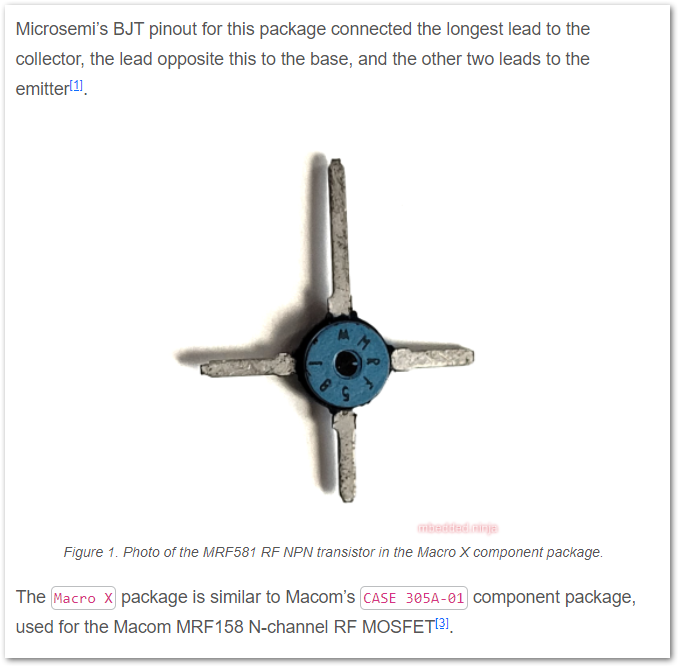 Microsemi’s BJT pinout for this package connected the longest lead to the
collector, the lead opposite this to the base, and the other two leads to the
emitter[1].
M MRF581
mbedded.ninja
Figure 1. Photo of the MRF581 RF NPN transistor in the Macro X component package.
The Macro X package is similar to Macom’s CASE 305A-01 component package,
used for the Macom MRF158 N-channel RF MOSFET[3].